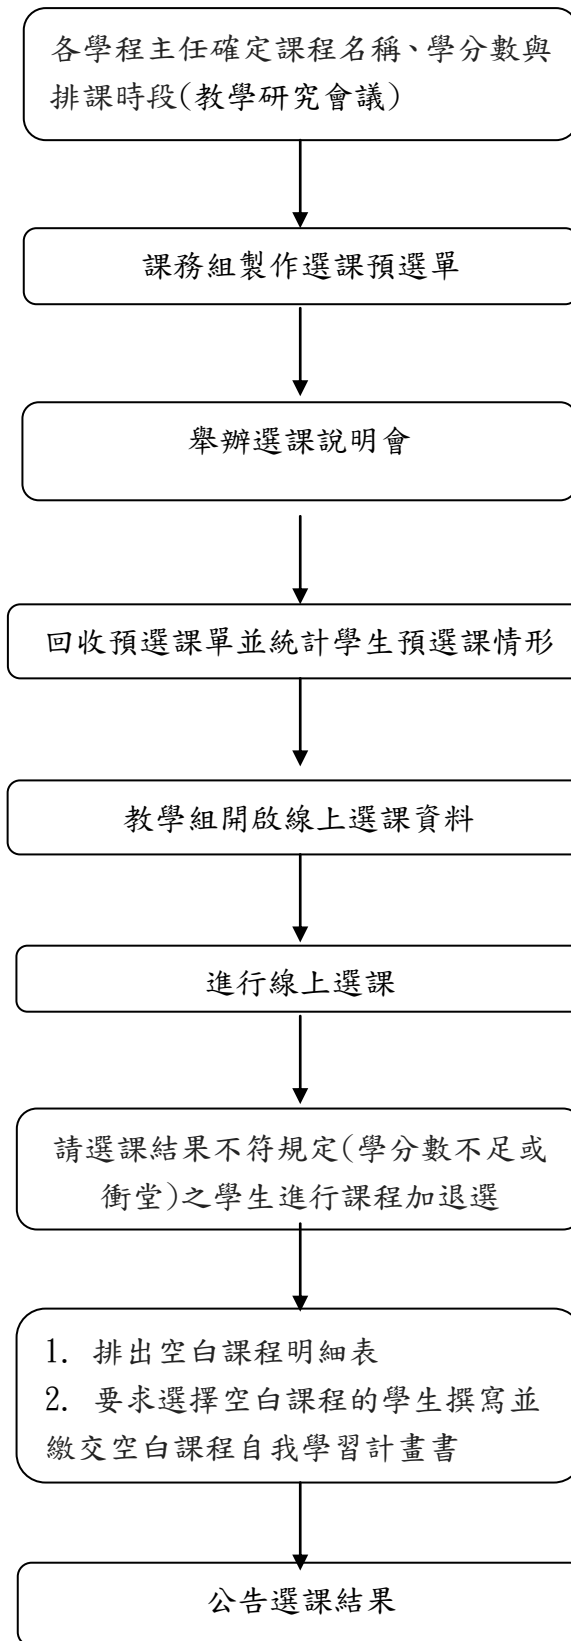 各學程主任確定課程名稱、學分數與
排課時段(教學研究會議)
課務組製作選課預選單
舉辦選課說明會
回收預選課單並統計學生預選課情形
教學組開啟線上選課資料
進行線上選課
請選課結果不符規定(學分數不足或
衝堂)之學生進行課程加退選
1. 排出空白課程明細表
2. 要求選擇空白課程的學生撰寫並
繳交空白課程自我學習計畫書
公告選課結果